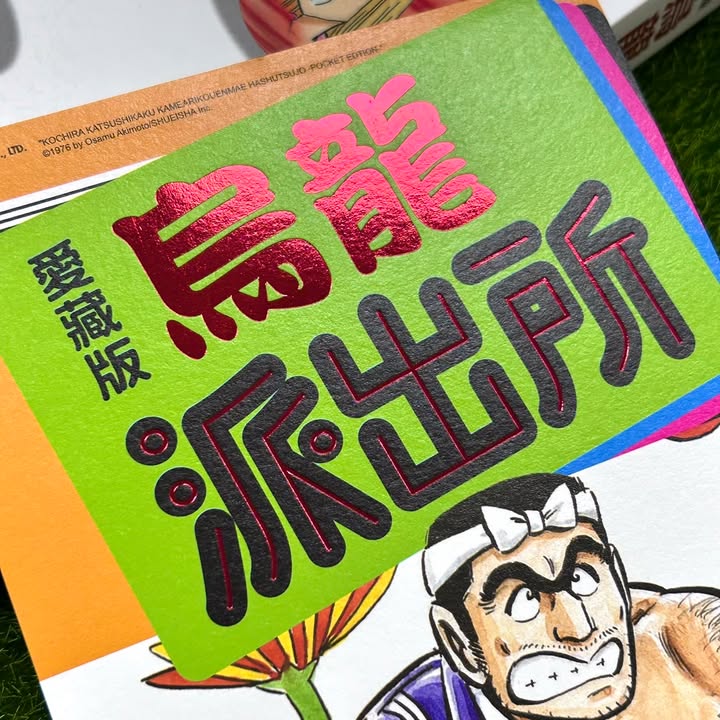 ., LTD. "KOCHIRA KATSUSHIKAKU KAMEARIKOUENMAE HASHUTSUJO -POCKET EDITION-"
©1976 by Osamu Akimoto/SHUEISHA Inc.
愛藏版
烏龍
派出所